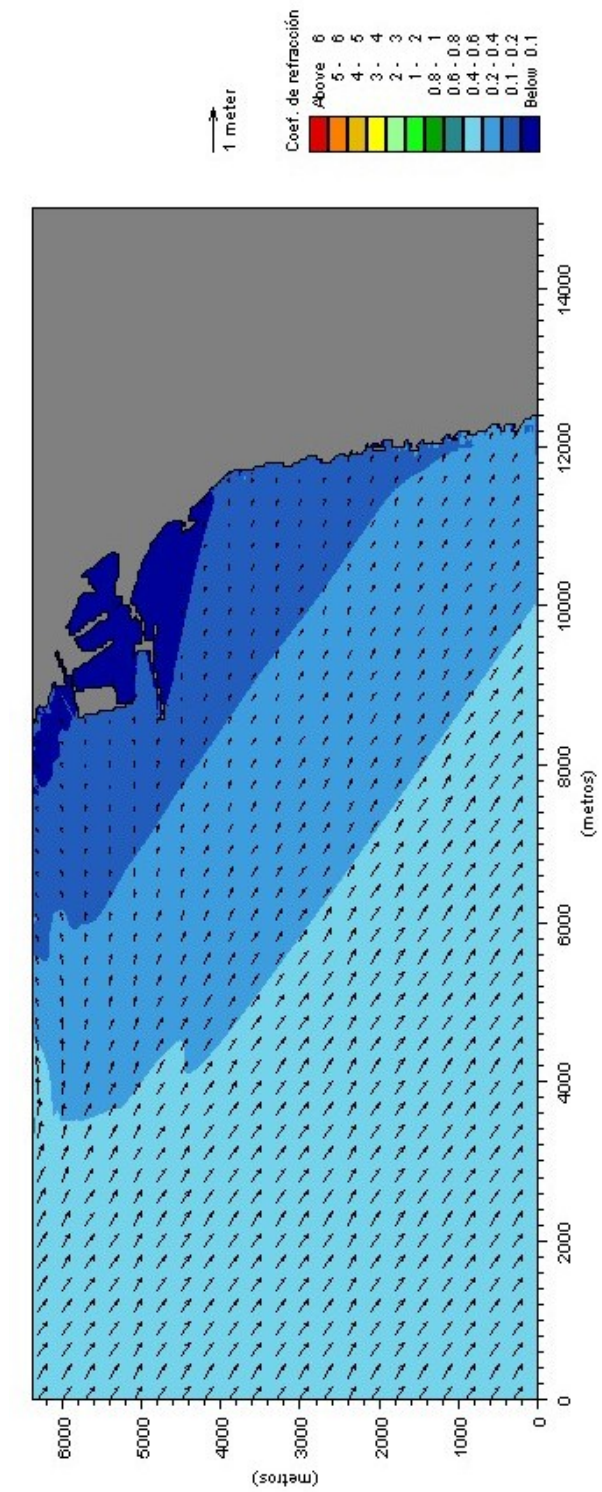 1 meter
Coef. de refracción
Above 6
5 - 6
4 - 5
3 - 4
2 - 3
1 - 2
0.8 - 1
0.6 - 0.8
0.4 - 0.6
0.2 - 0.4
0.1 - 0.2
Below 0.1
(metros)
6000
5000
4000
3000
2000
1000
0
0
2000
4000
6000
8000
10000
12000
14000
(metros)